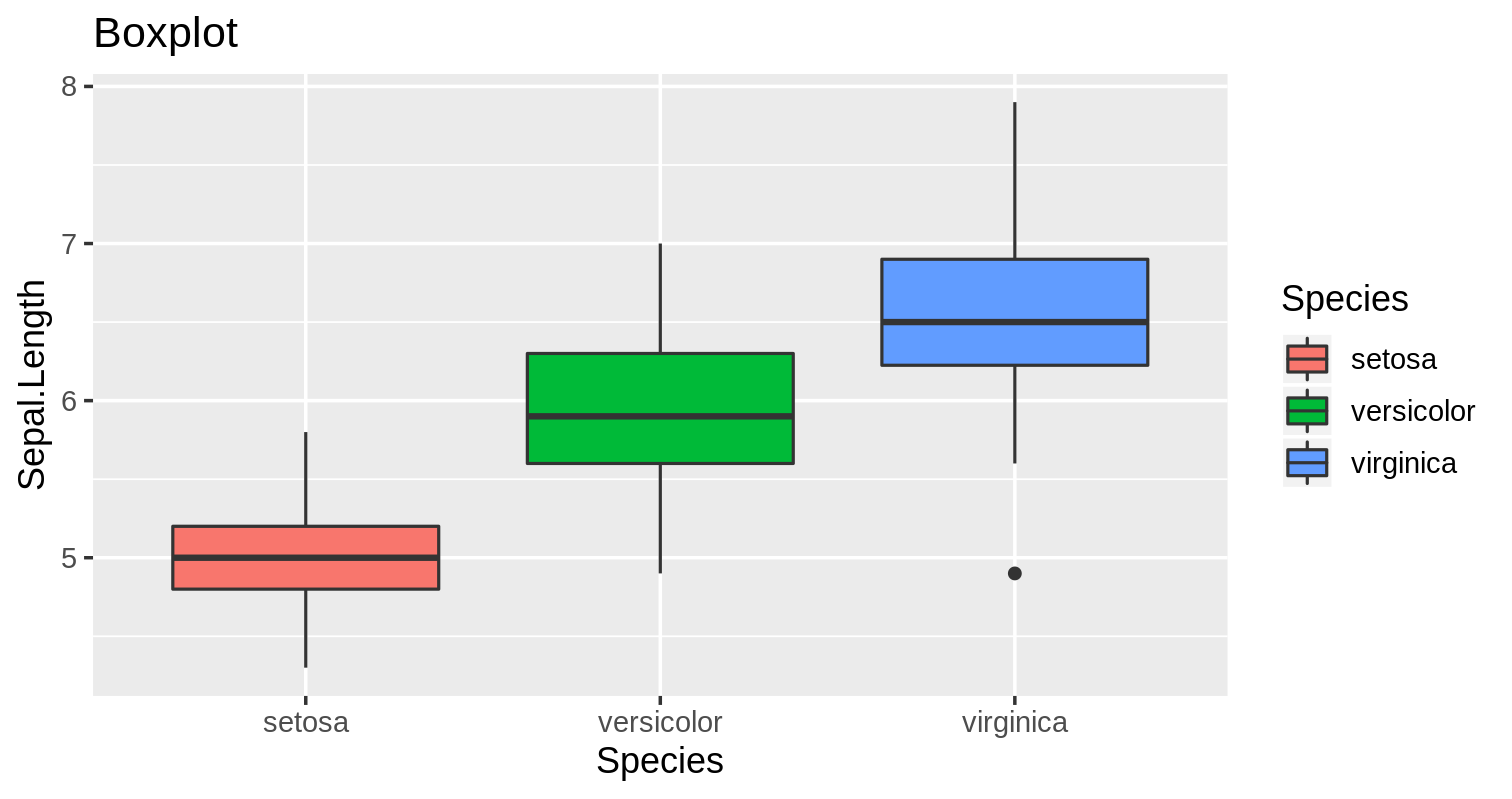 Boxplot
8
7
6
5
Sepal.Length
setosa
versicolor
virginica
Species
Species
setosa
versicolor
virginica